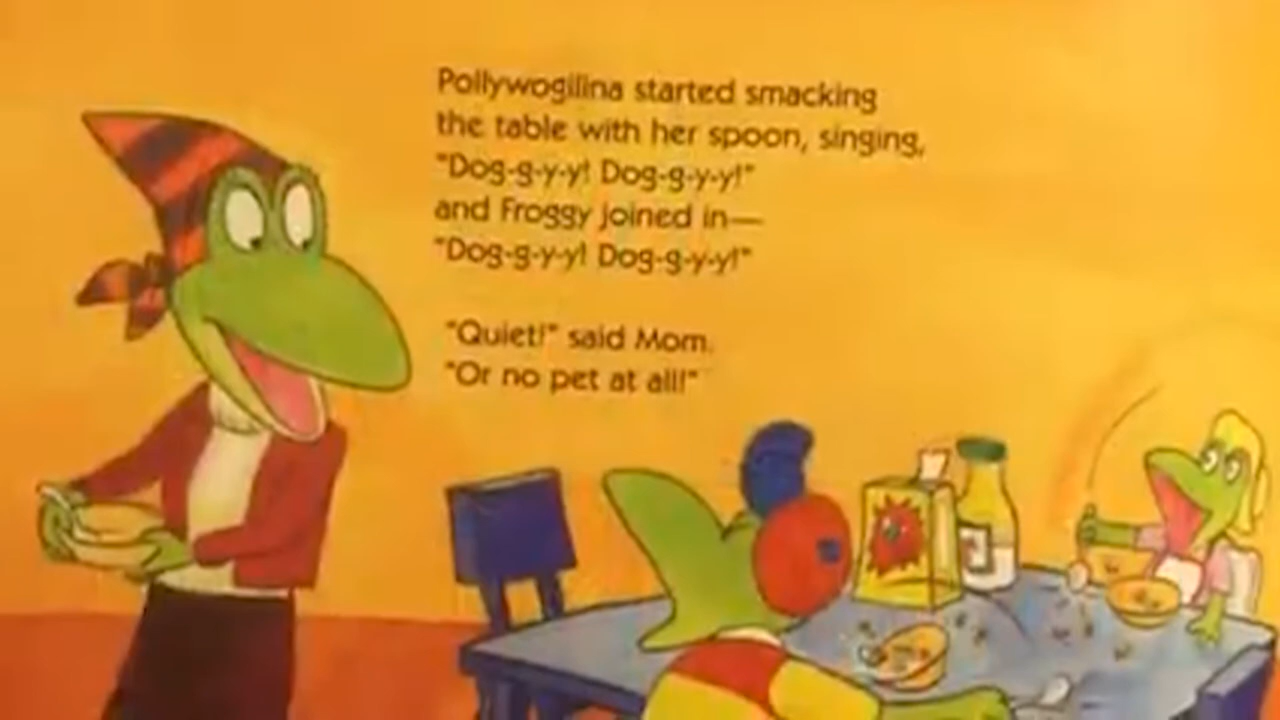 Pollywogilina started smacking
the table with her spoon, singing,
"Dog-g-y-y! Dog-g-y-y!"
and Froggy joined in—
"Dog-g-y-y! Dog-g-y-y!"
"Quiet!" said Mom.
"Or no pet at all!"